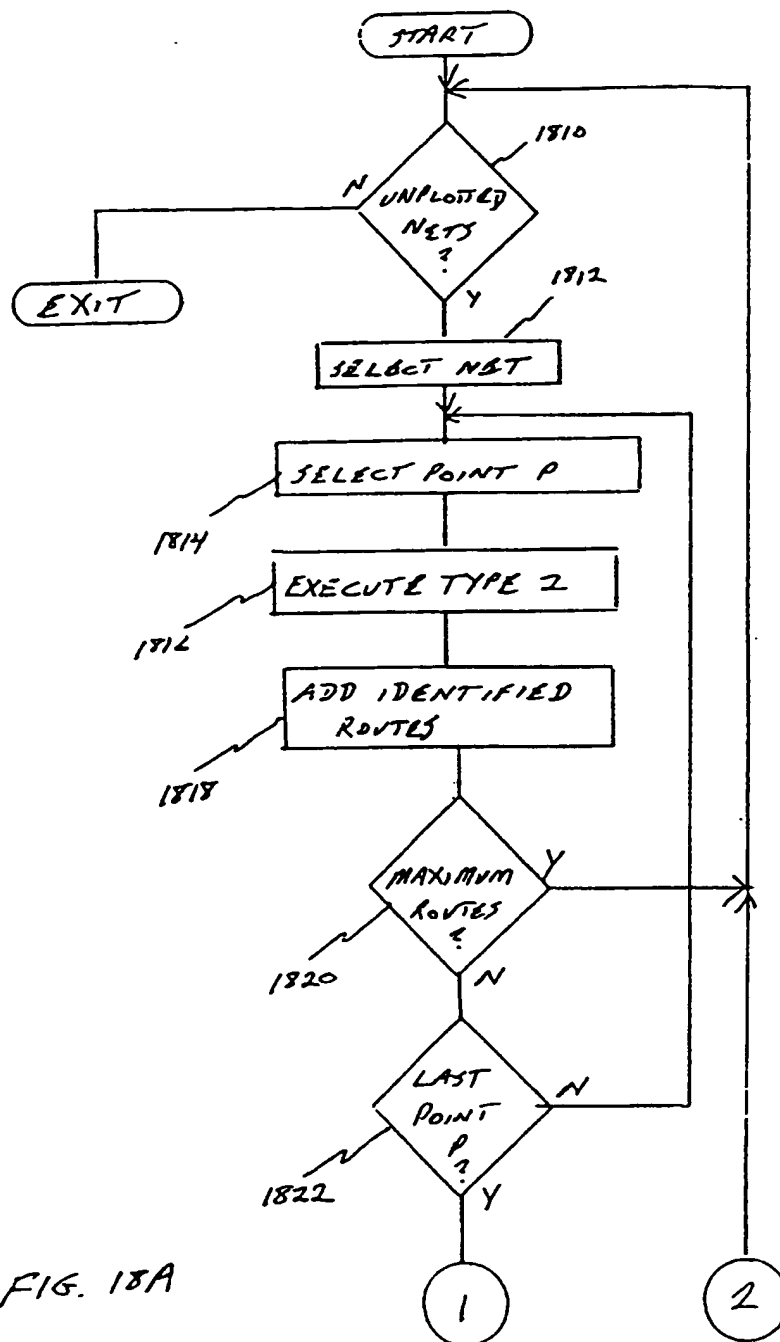 START
1810
N
UNPLOTTED
NETS
?
EXIT
Y
1812
SELECT NET
SELECT POINT P
1814
EXECUTE TYPE 2
1816
ADD IDENTIFIED
ROUTES
1818
MAXIMUM
ROUTES
?
Y
1820
N
LAST
POINT
P
?
N
1822
Y
FIG. 18A
1
2